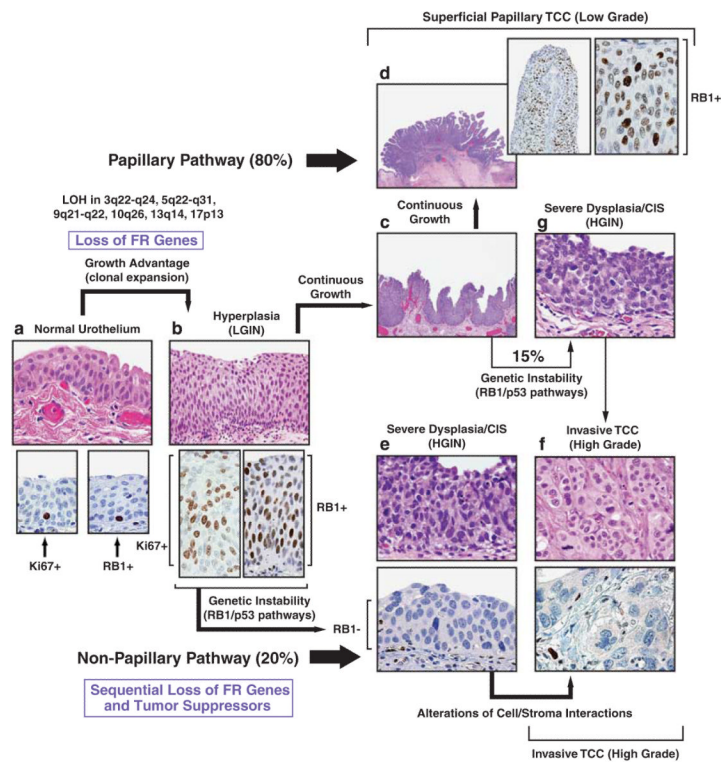 Superficial Papillary TCC (Low Grade)
d
RB1+
Papillary Pathway (80%)
LOH in 3q22-q24, 5q22-q31,
9q21-q22, 10q26, 13q14, 17p13
Loss of FR Genes
Growth Advantage
(clonal expansion)
Continuous
Growth
c
Severe Dysplasia/CIS
(HGIN)
g
Continuous
Growth
a
Normal Urothelium
b
Hyperplasia
(LGIN)
15%
Genetic Instability
(RB1/p53 pathways)
Severe Dysplasia/CIS
(HGIN)
e
Invasive TCC
(High Grade)
f
Ki67+
RB1+
Ki67+
RB1+
Genetic Instability
(RB1/p53 pathways)
RB1-
Non-Papillary Pathway (20%)
Sequential Loss of FR Genes
and Tumor Suppressors
Alterations of Cell/Stroma Interactions
Invasive TCC (High Grade)